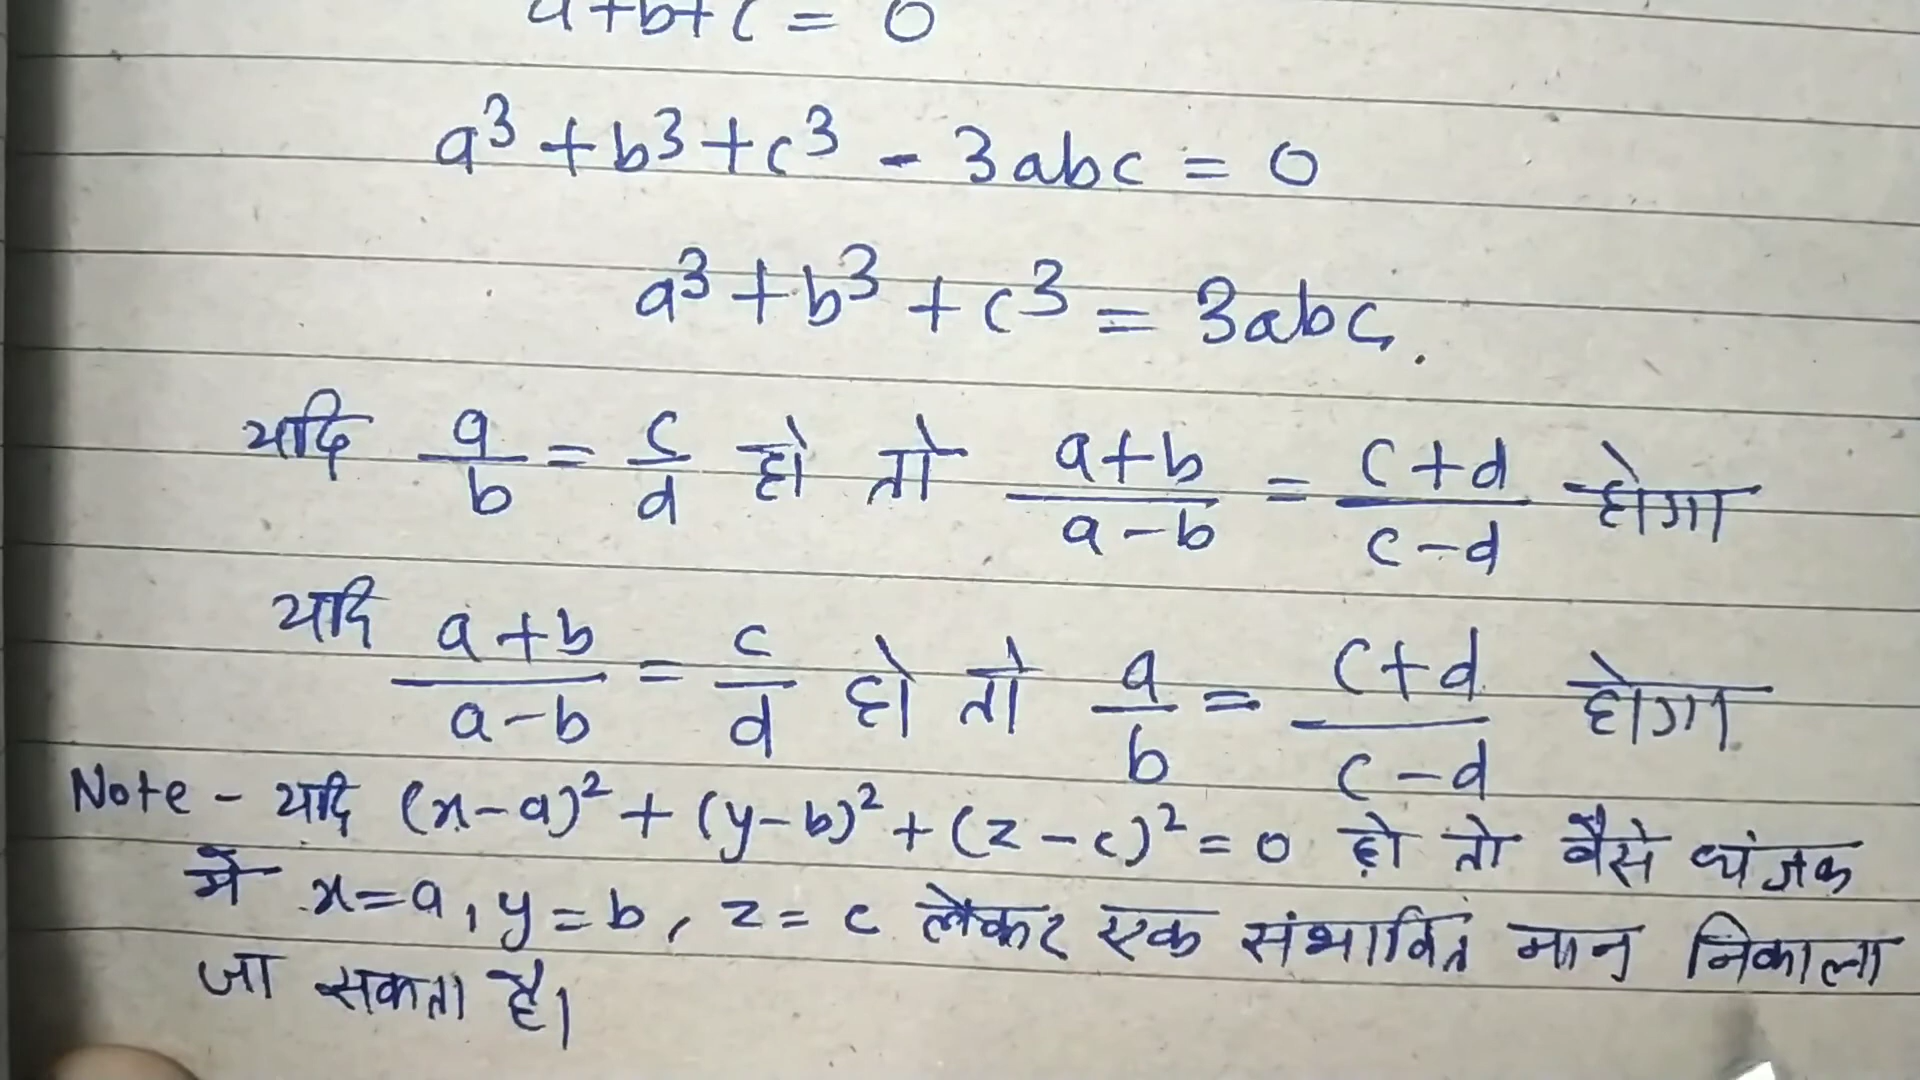 a+b+c = 0
a³ + b³ + c³ - 3abc = 0
a³ + b³ + c³ = 3abc.
यदि a/b = c/d हो तो (a+b)/(a-b) = (c+d)/(c-d) होगा
यदि (a+b)/(a-b) = c/d हो तो a/b = (c+d)/(c-d) होगा
Note - यदि (x-a)² + (y-b)² + (z-c)² = 0 हो तो वैसे व्यंजक
में x=a, y=b, z=c लेकर एक संभावित मान निकाला
जा सकता है।